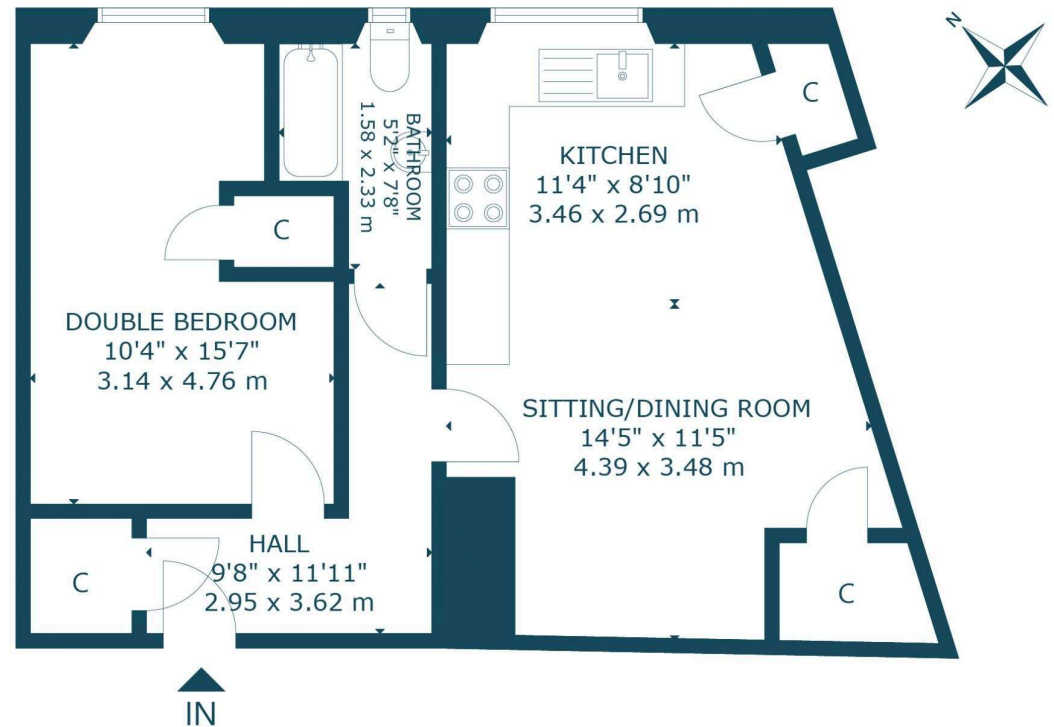 N
C
KITCHEN
11'4" x 8'10"
3.46 x 2.69 m
BATHROOM
5'2" x 7'8"
1.58 x 2.33 m
C
DOUBLE BEDROOM
10'4" x 15'7"
3.14 x 4.76 m
SITTING/DINING ROOM
14'5" x 11'5"
4.39 x 3.48 m
HALL
9'8" x 11'11"
2.95 x 3.62 m
C
C
IN